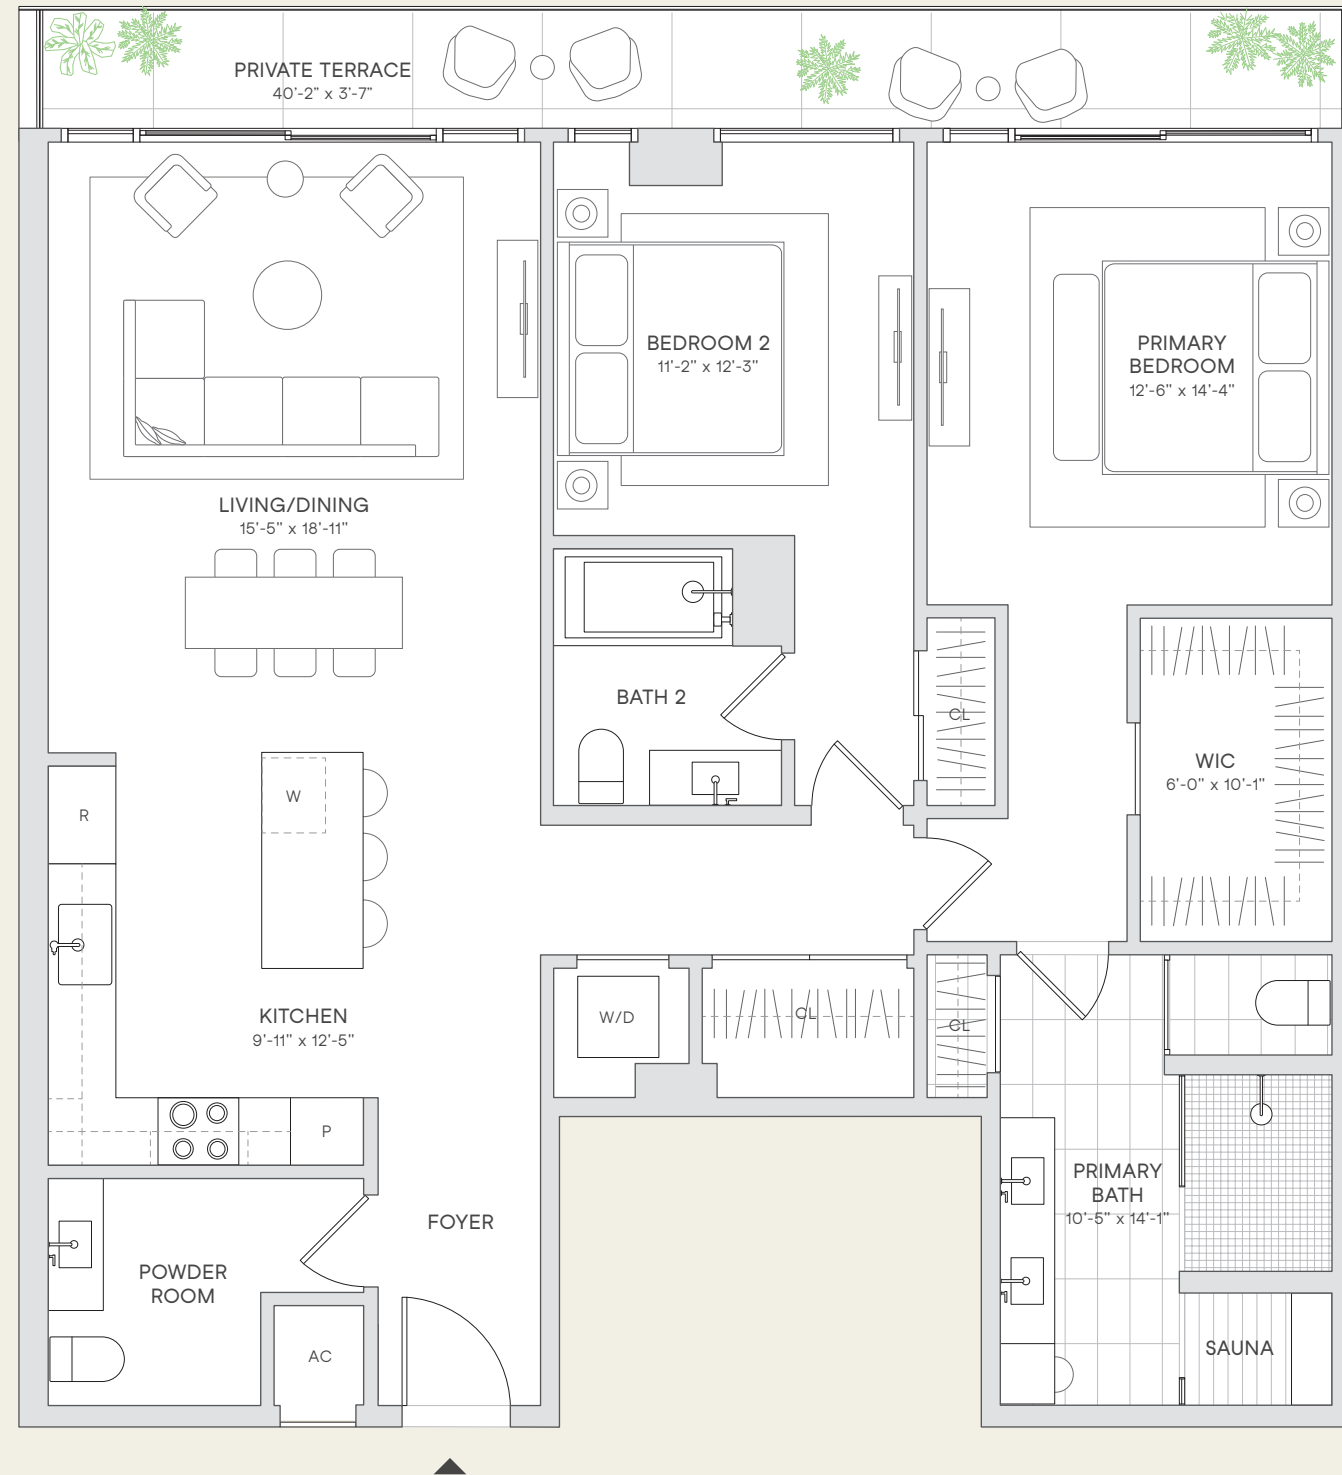 PRIVATE TERRACE
40'-2" x 3'-7"
BEDROOM 2
11'-2" x 12'-3"
PRIMARY
BEDROOM
12'-6" x 14'-4"
LIVING/DINING
15'-5" x 18'-11"
BATH 2
CL
WIC
6'-0" x 10'-1"
W
R
KITCHEN
9'-11" x 12'-5"
W/D
CL
CL
P
PRIMARY
BATH
10'-5" x 14'-1"
FOYER
POWDER
ROOM
AC
SAUNA